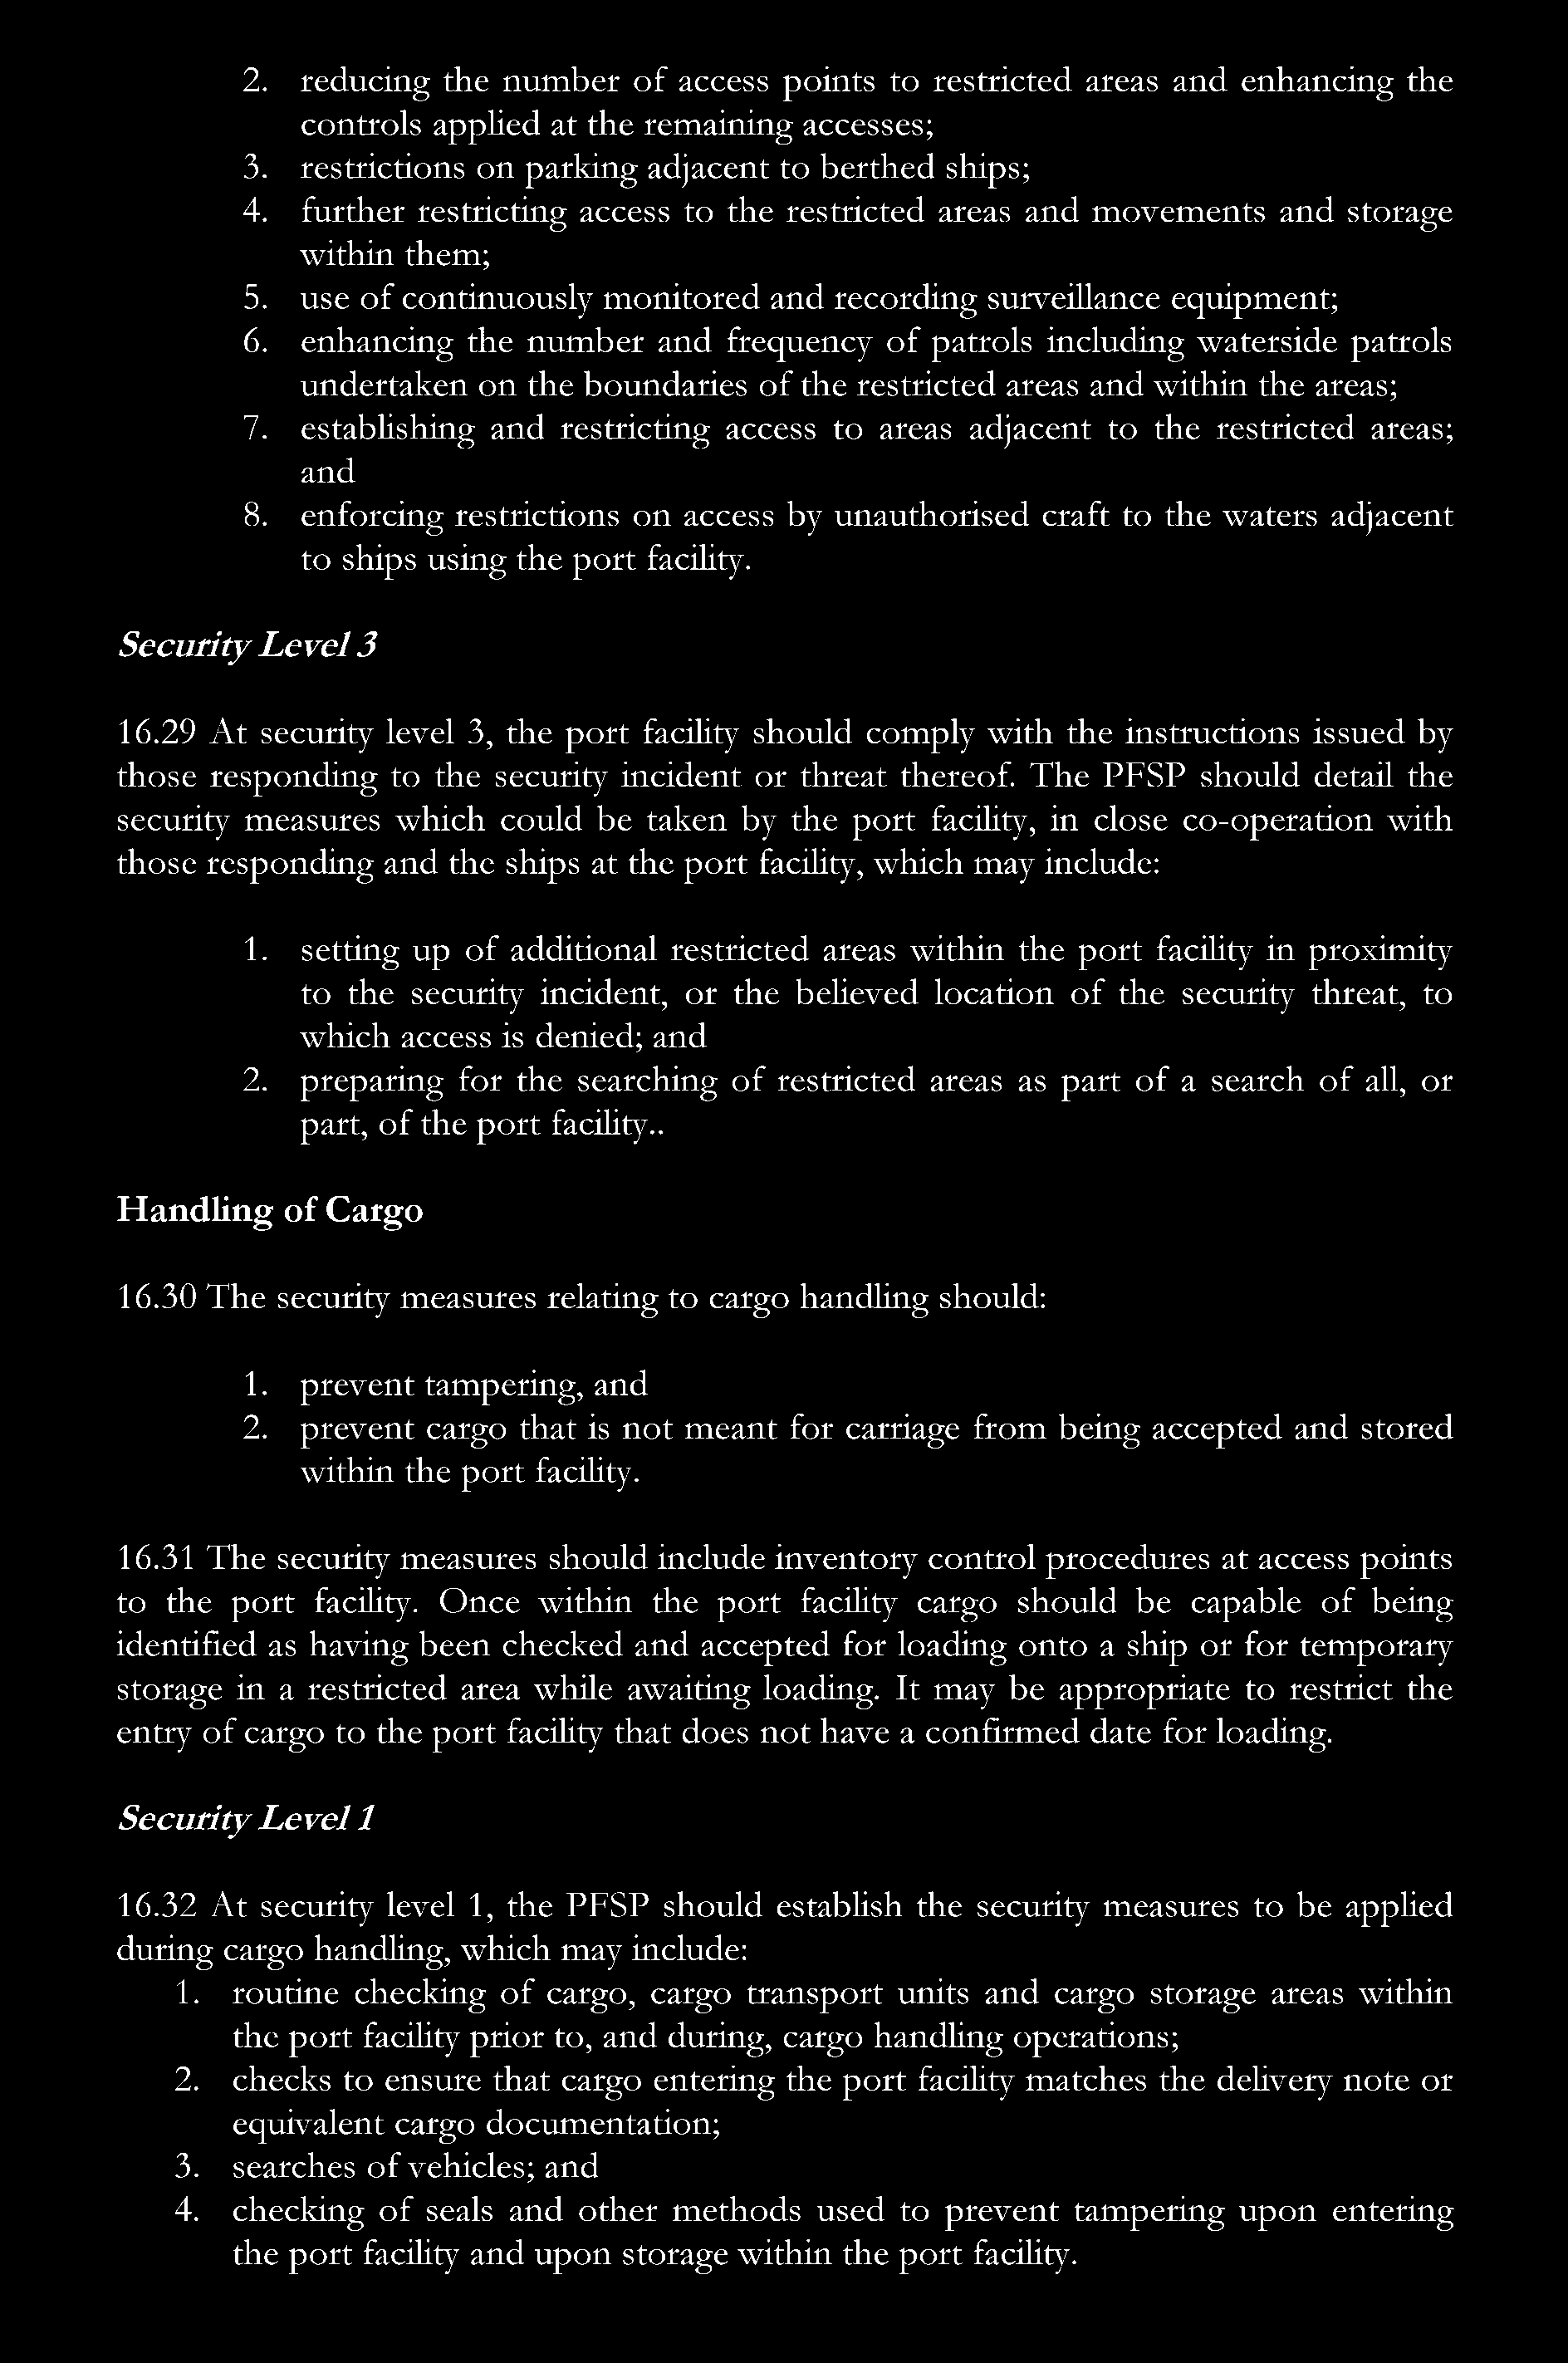 2. reducing the number of access points to restricted areas and enhancing the
controls applied at the remaining accesses;
3. restrictions on parking adjacent to berthed ships;
4. further restricting access to the restricted areas and movements and storage
within them;
5. use of continuously monitored and recording surveillance equipment;
6. enhancing the number and frequency of patrols including waterside patrols
undertaken on the boundaries of the restricted areas and within the areas;
7. establishing and restricting access to areas adjacent to the restricted areas;
and
8. enforcing restrictions on access by unauthorised craft to the waters adjacent
to ships using the port facility.
Security Level 3
16.29 At security level 3, the port facility should comply with the instructions issued by
those responding to the security incident or threat thereof. The PFSP should detail the
security measures which could be taken by the port facility, in close co-operation with
those responding and the ships at the port facility, which may include:
1. setting up of additional restricted areas within the port facility in proximity
to the security incident, or the believed location of the security threat, to
which access is denied; and
2. preparing for the searching of restricted areas as part of a search of all, or
part, of the port facility..
Handling of Cargo
16.30 The security measures relating to cargo handling should:
1. prevent tampering, and
2. prevent cargo that is not meant for carriage from being accepted and stored
within the port facility.
16.31 The security measures should include inventory control procedures at access points
to the port facility. Once within the port facility cargo should be capable of being
identified as having been checked and accepted for loading onto a ship or for temporary
storage in a restricted area while awaiting loading. It may be appropriate to restrict the
entry of cargo to the port facility that does not have a confirmed date for loading.
Security Level 1
16.32 At security level 1, the PFSP should establish the security measures to be applied
during cargo handling, which may include:
1. routine checking of cargo, cargo transport units and cargo storage areas within
the port facility prior to, and during, cargo handling operations;
2. checks to ensure that cargo entering the port facility matches the delivery note or
equivalent cargo documentation;
3. searches of vehicles; and
4. checking of seals and other methods used to prevent tampering upon entering
the port facility and upon storage within the port facility.